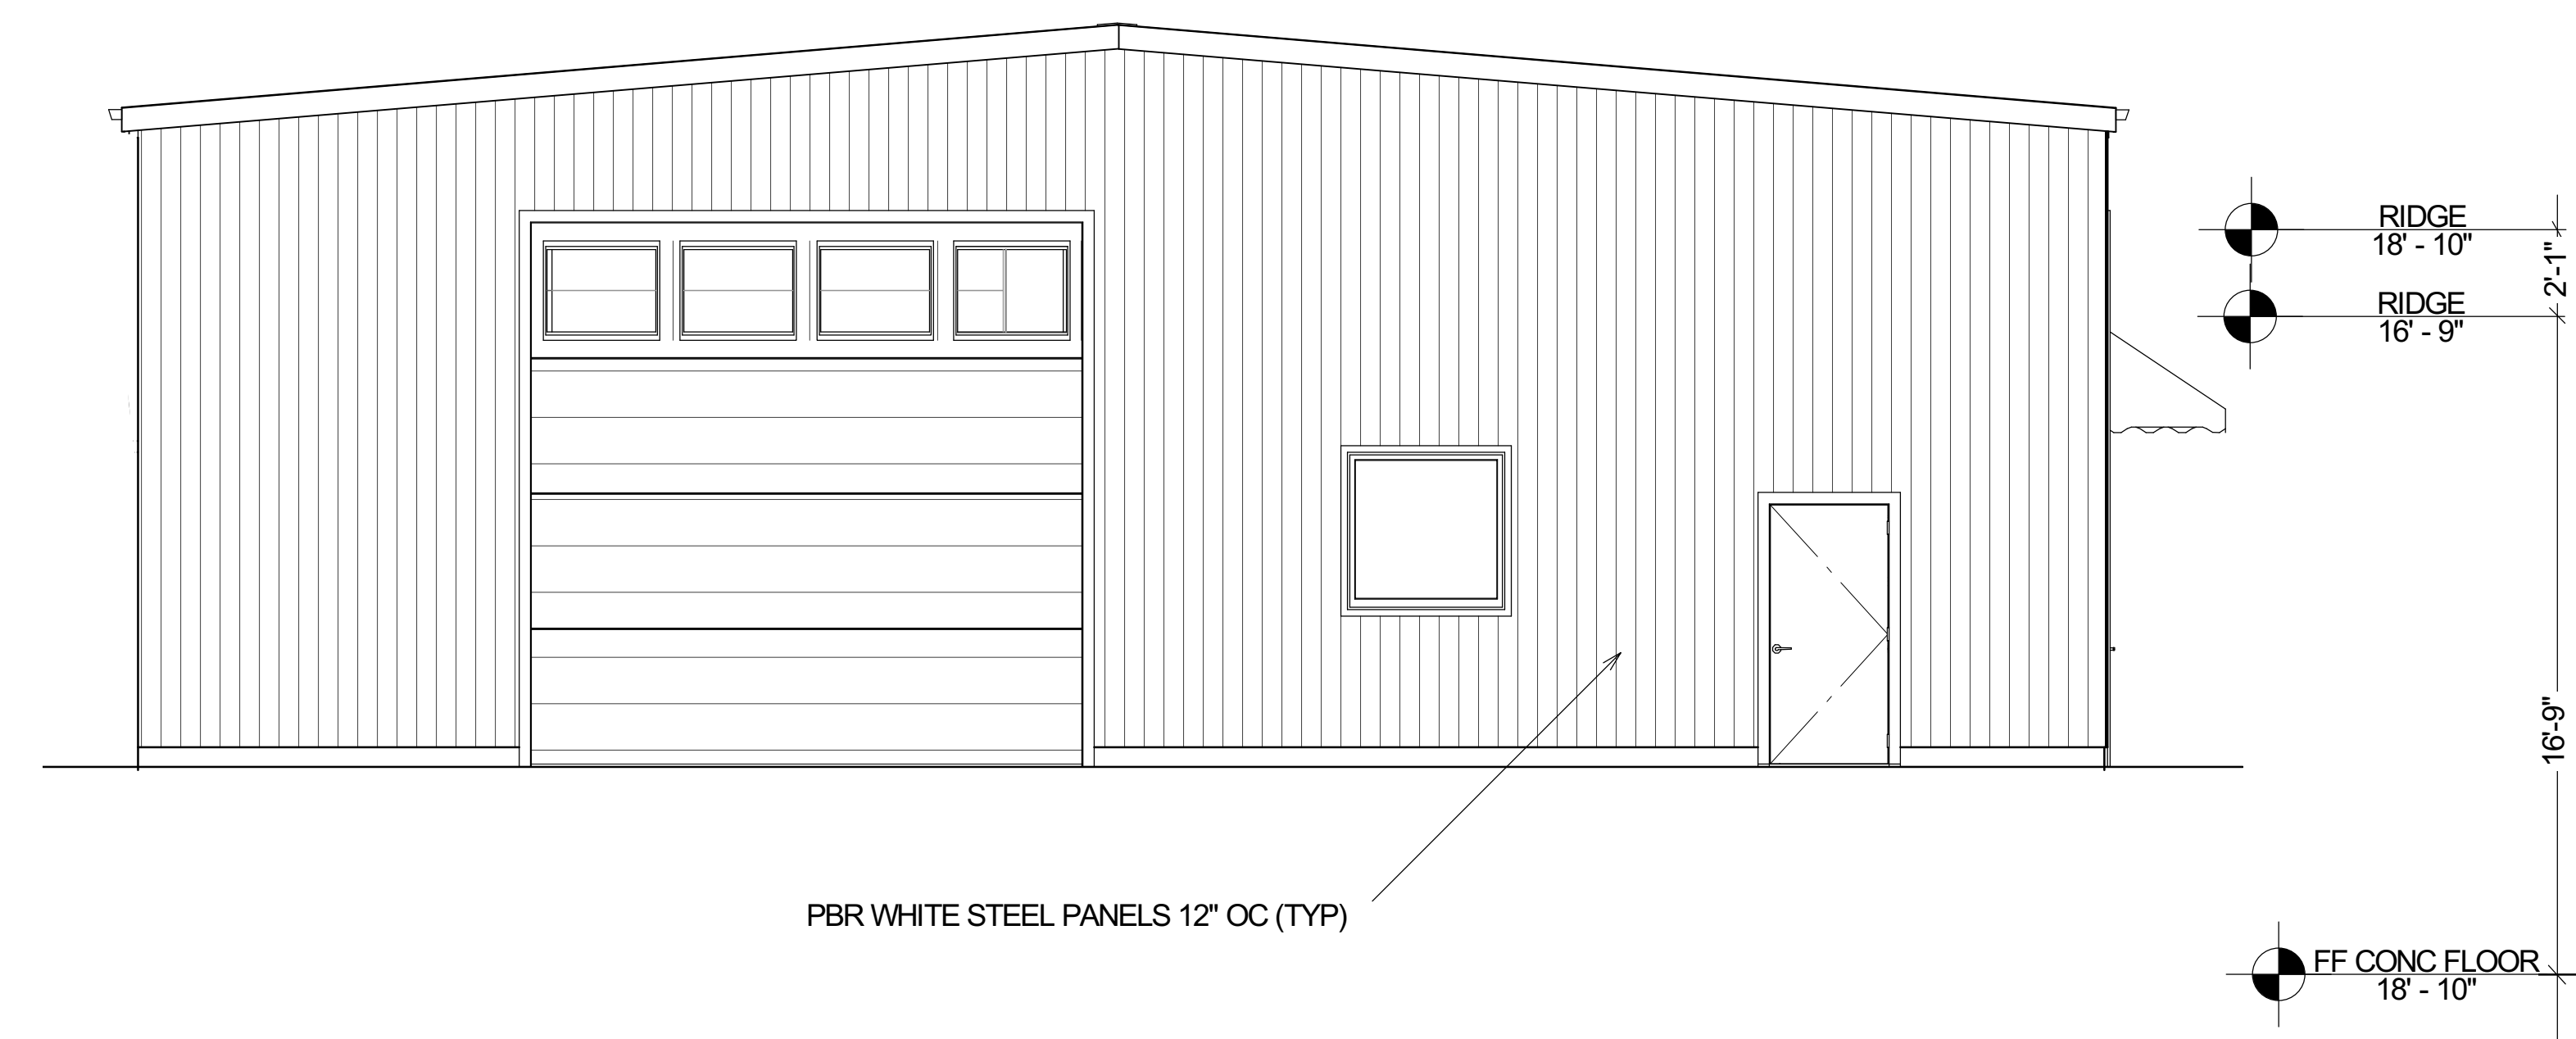 RIDGE
18' - 10"
2'-1"
RIDGE
16' - 9"
16'-9"
PBR WHITE STEEL PANELS 12" OC (TYP)
FF CONC FLOOR
18' - 10"